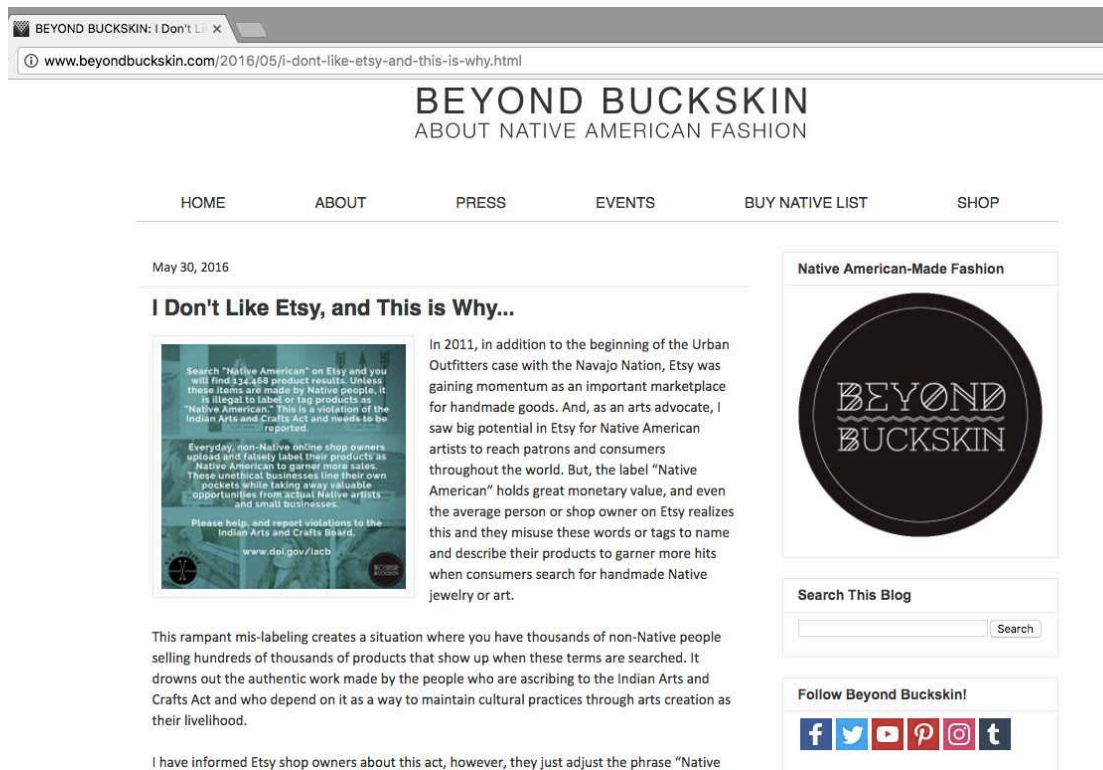 BEYOND BUCKSKIN: I Don't Li
www.beyondbuckskin.com/2016/05/i-dont-like-etsy-and-this-is-why.html
BEYOND BUCKSKIN
ABOUT NATIVE AMERICAN FASHION
HOME ABOUT PRESS EVENTS BUY NATIVE LIST SHOP
May 30, 2016
I Don't Like Etsy, and This is Why...
Search "Native American" on Etsy and you
will find 134,468 product results. Unless
these items are made by Native people, it
is illegal to label or tag products as
"Native American." This is a violation of the
Indian Arts and Crafts Act and needs to be
reported.
Everyday, non-Native online shop owners
upload and falsely label their products as
Native American to garner more sales.
These unethical businesses line their own
pockets while taking away valuable
opportunities from actual Native artists
and small businesses.
Please help, and report violations to the
Indian Arts and Crafts Board.
www.doi.gov/iacb
In 2011, in addition to the beginning of the Urban
Outfitters case with the Navajo Nation, Etsy was
gaining momentum as an important marketplace
for handmade goods. And, as an arts advocate, I
saw big potential in Etsy for Native American
artists to reach patrons and consumers
throughout the world. But, the label “Native
American” holds great monetary value, and even
the average person or shop owner on Etsy realizes
this and they misuse these words or tags to name
and describe their products to garner more hits
when consumers search for handmade Native
jewelry or art.
This rampant mis-labeling creates a situation where you have thousands of non-Native people
selling hundreds of thousands of products that show up when these terms are searched. It
drowns out the authentic work made by the people who are ascribing to the Indian Arts and
Crafts Act and who depend on it as a way to maintain cultural practices through arts creation as
their livelihood.
I have informed Etsy shop owners about this act, however, they just adjust the phrase “Native
Native American-Made Fashion
BEYOND
BUCKSKIN
Search This Blog
Search
Follow Beyond Buckskin!